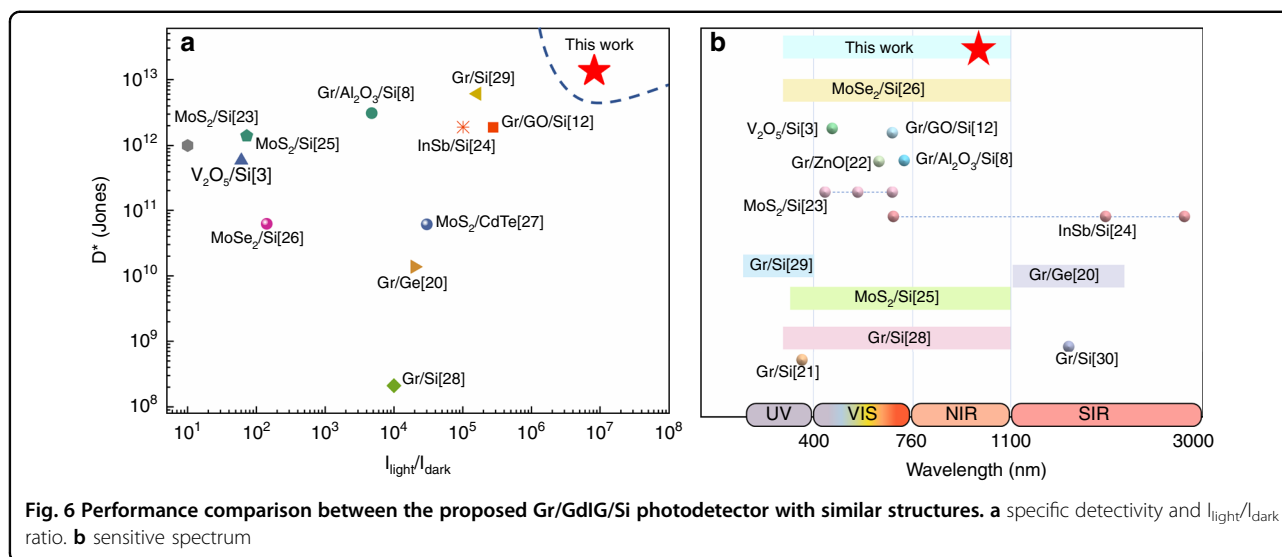 a
This work
10¹³
Gr/Si[29]
Gr/Al₂O₃/Si[8]
MoS₂/Si[23]
Gr/GO/Si[12]
MoS₂/Si[25]
InSb/Si[24]
10¹²
V₂O₅/Si[3]
10¹¹
MoSe₂/Si[26]
MoS₂/CdTe[27]
Gr/Ge[20]
10¹⁰
10⁹
Gr/Si[28]
10⁸
D* (Jones)
10¹ 10² 10³ 10⁴ 10⁵ 10⁶ 10⁷ 10⁸
I_light/I_dark
b
This work
MoSe₂/Si[26]
V₂O₅/Si[3]
Gr/GO/Si[12]
Gr/ZnO[22]
Gr/Al₂O₃/Si[8]
MoS₂/Si[23]
InSb/Si[24]
Gr/Si[29]
Gr/Ge[20]
MoS₂/Si[25]
Gr/Si[28]
Gr/Si[30]
Gr/Si[21]
UV VIS NIR SIR
400 760 1100 3000
Wavelength (nm)
Fig. 6 Performance comparison between the proposed Gr/GdIG/Si photodetector with similar structures. a specific detectivity and I_light/I_dark
ratio. b sensitive spectrum